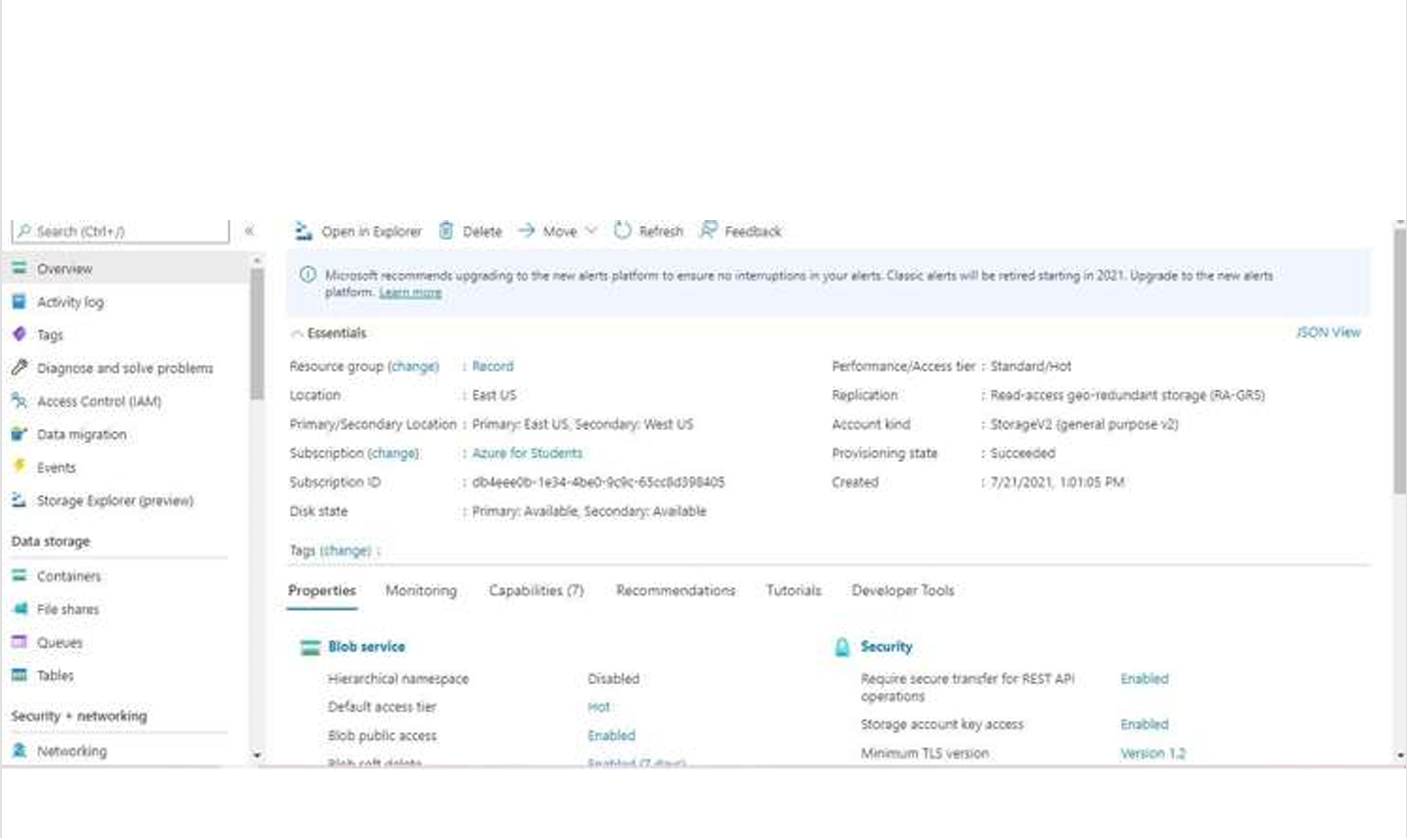 Search (Ctrl+/)
«
Overview
Activity log
Tags
Diagnose and solve problems
Access Control (IAM)
Data migration
Events
Storage Explorer (preview)
Data storage
Containers
File shares
Queues
Tables
Security + networking
Networking
Open in Explorer Delete Move Refresh Feedback
Microsoft recommends upgrading to the new alerts platform to ensure no interruptions in your alerts. Classic alerts will be retired starting in 2021. Upgrade to the new alerts
platform. Learn more
Essentials JSON View
Resource group (change) : Record
Location : East US
Primary/Secondary Location : Primary: East US, Secondary: West US
Subscription (change) : Azure for Students
Subscription ID : db4eee0b-1e34-4be0-9c9c-65cc8d398405
Disk state : Primary: Available, Secondary: Available
Performance/Access tier : Standard/Hot
Replication : Read-access geo-redundant storage (RA-GRS)
Account kind : StorageV2 (general purpose v2)
Provisioning state : Succeeded
Created : 7/21/2021, 1:01:05 PM
Tags (change) :
Properties Monitoring Capabilities (7) Recommendations Tutorials Developer Tools
Blob service
Hierarchical namespace Disabled
Default access tier Hot
Blob public access Enabled
Blob soft delete Enabled (7 days)
Security
Require secure transfer for REST API Enabled
operations
Storage account key access Enabled
Minimum TLS version Version 1.2